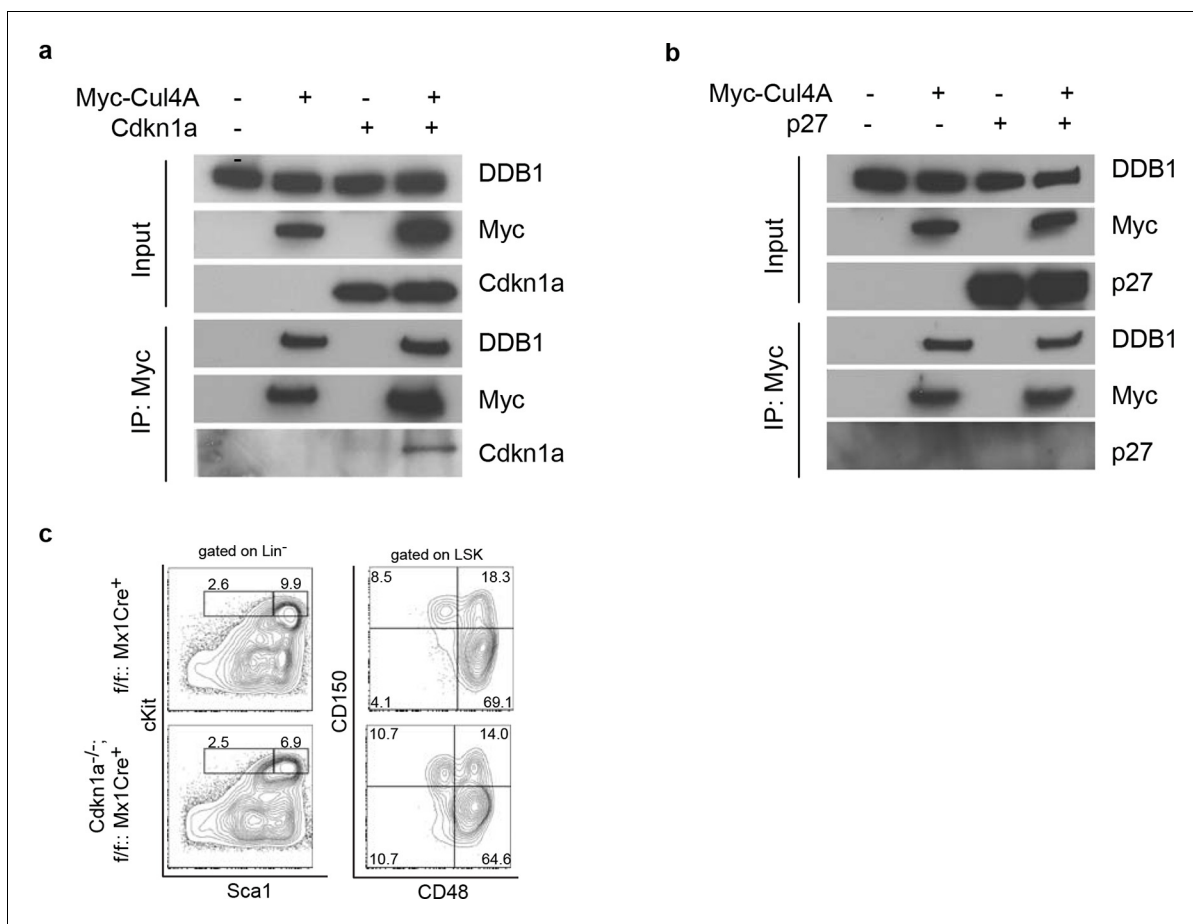 a
Myc-Cul4A - + - +
Cdkn1a - + +
-
Input
DDB1
Myc
Cdkn1a
IP: Myc
DDB1
Myc
Cdkn1a
b
Myc-Cul4A - + - +
p27 - - + +
Input
DDB1
Myc
p27
IP: Myc
DDB1
Myc
p27
c
gated on Lin-
gated on LSK
f/f:: Mx1Cre+
2.6 9.9
8.5 18.3
4.1 69.1
cKit
CD150
Cdkn1a-/-;
f/f:: Mx1Cre+
2.5 6.9
10.7 14.0
10.7 64.6
Sca1
CD48